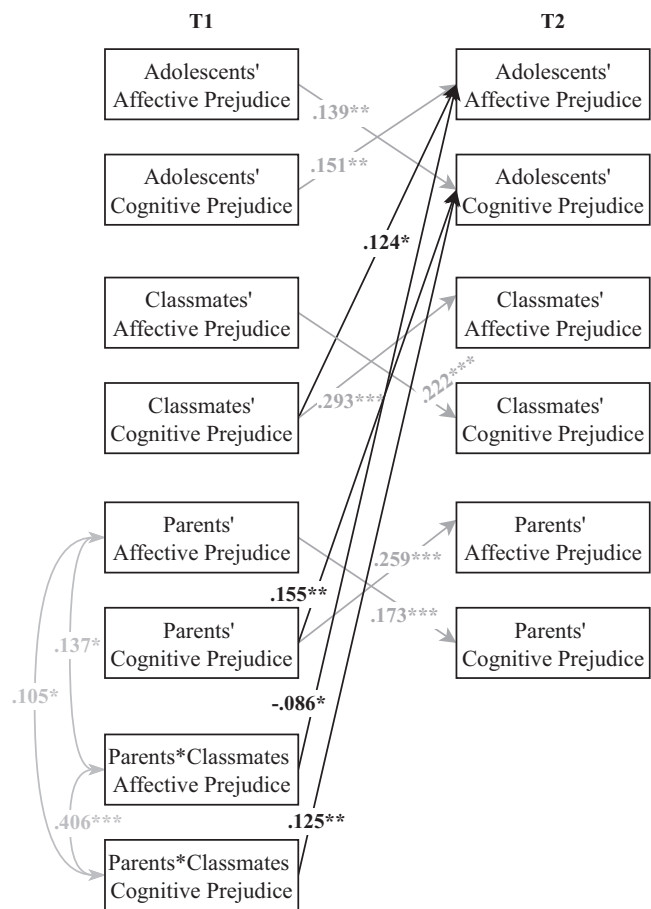 T1 T2
Adolescents'
Affective Prejudice
Adolescents'
Affective Prejudice
.139**
.151**
Adolescents'
Cognitive Prejudice
Adolescents'
Cognitive Prejudice
.124*
Classmates'
Affective Prejudice
Classmates'
Affective Prejudice
.293***
.222***
Classmates'
Cognitive Prejudice
Classmates'
Cognitive Prejudice
Parents'
Affective Prejudice
Parents'
Affective Prejudice
.259***
.155**
.173***
Parents'
Cognitive Prejudice
Parents'
Cognitive Prejudice
.137*
.105*
-.086*
Parents*Classmates
Affective Prejudice
.406***
.125**
Parents*Classmates
Cognitive Prejudice